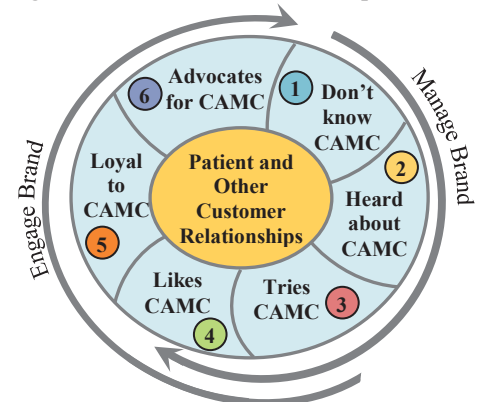 1
Don't
know
CAMC
2
Heard
about
CAMC
Tries
CAMC
3
Likes
CAMC
4
Loyal
to
CAMC
5
6
Advocates
for CAMC
Patient and
Other
Customer
Relationships
Manage Brand
Engage Brand